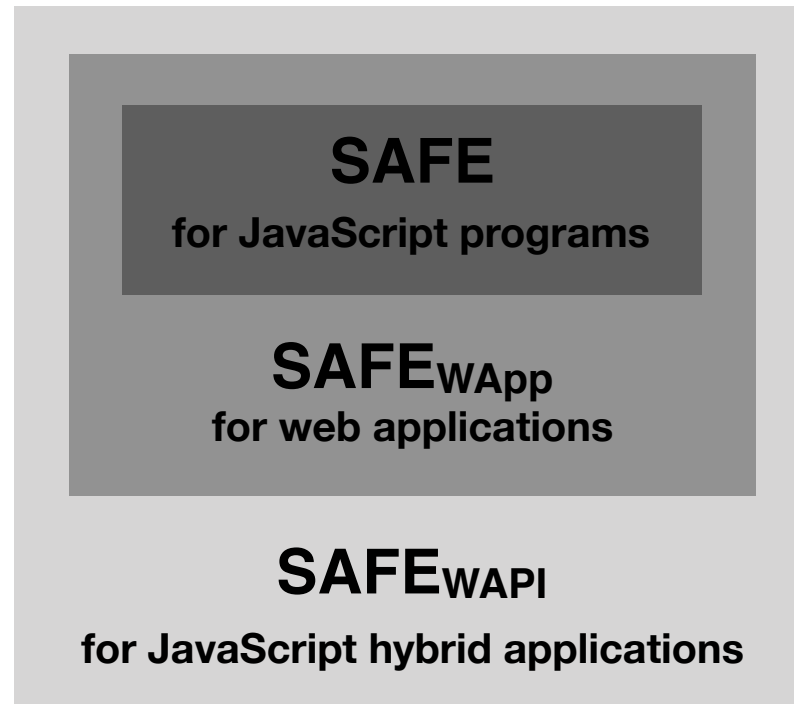 SAFE
for JavaScript programs
SAFEWApp
for web applications
SAFEWAPI
for JavaScript hybrid applications